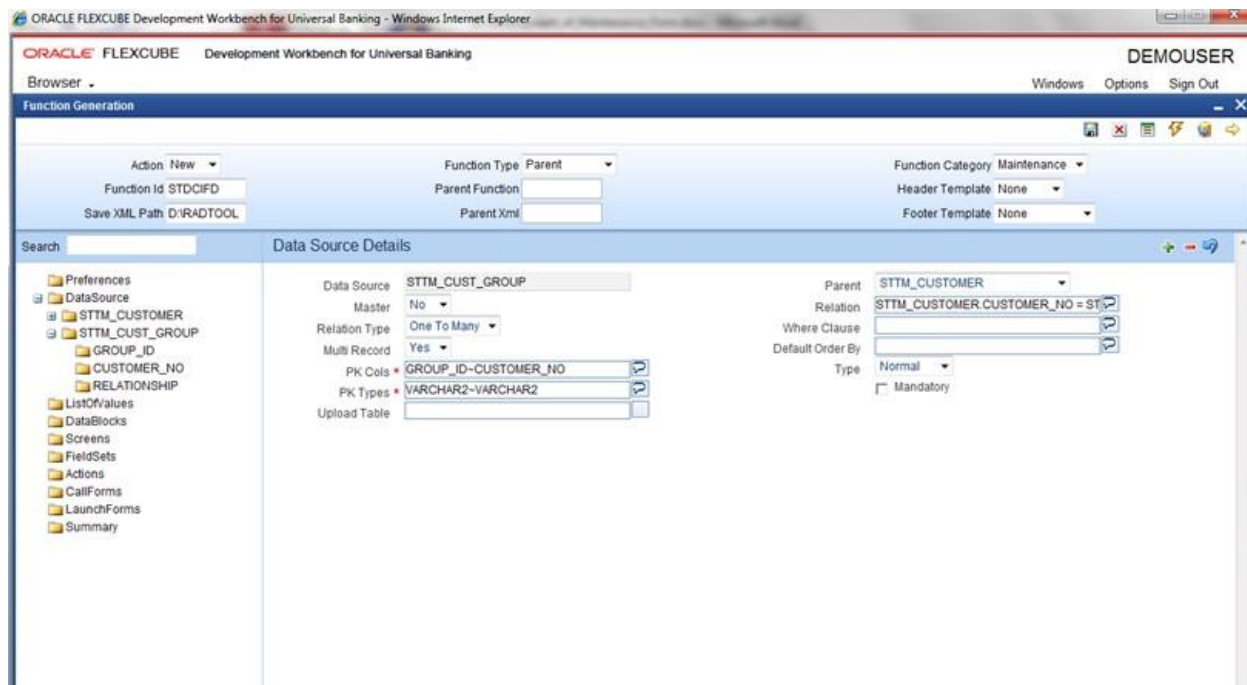 ORACLE FLEXCUBE Development Workbench for Universal Banking - Windows Internet Explorer
ORACLE FLEXCUBE Development Workbench for Universal Banking
DEMOUSER
Browser
Windows Options Sign Out
Function Generation
Action New
Function Type Parent
Function Category Maintenance
Function Id STDCIFD
Parent Function
Header Template None
Save XML Path D:\RADTOOL
Parent Xml
Footer Template None
Search
Data Source Details
Preferences
DataSource
STTM_CUSTOMER
STTM_CUST_GROUP
GROUP_ID
CUSTOMER_NO
RELATIONSHIP
ListOfValues
DataBlocks
Screens
FieldSets
Actions
CallForms
LaunchForms
Summary
Data Source STTM_CUST_GROUP
Master No
Relation Type One To Many
Multi Record Yes
PK Cols * GROUP_ID~CUSTOMER_NO
PK Types * VARCHAR2~VARCHAR2
Upload Table
Parent STTM_CUSTOMER
Relation STTM_CUSTOMER.CUSTOMER_NO = ST
Where Clause
Default Order By
Type Normal
Mandatory